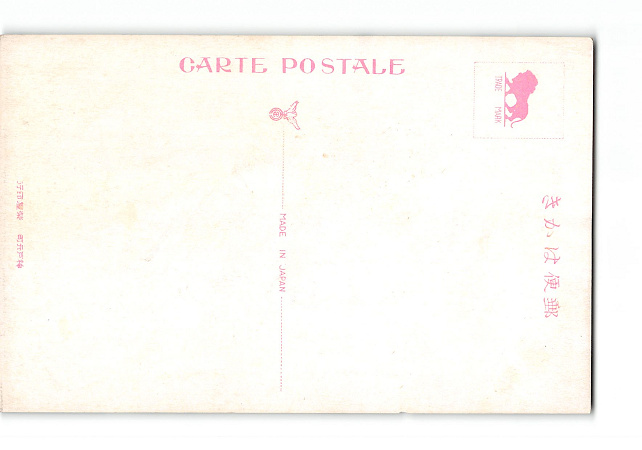 CARTE POSTALE
TRADE MARK
MADE IN JAPAN
きかは便郵